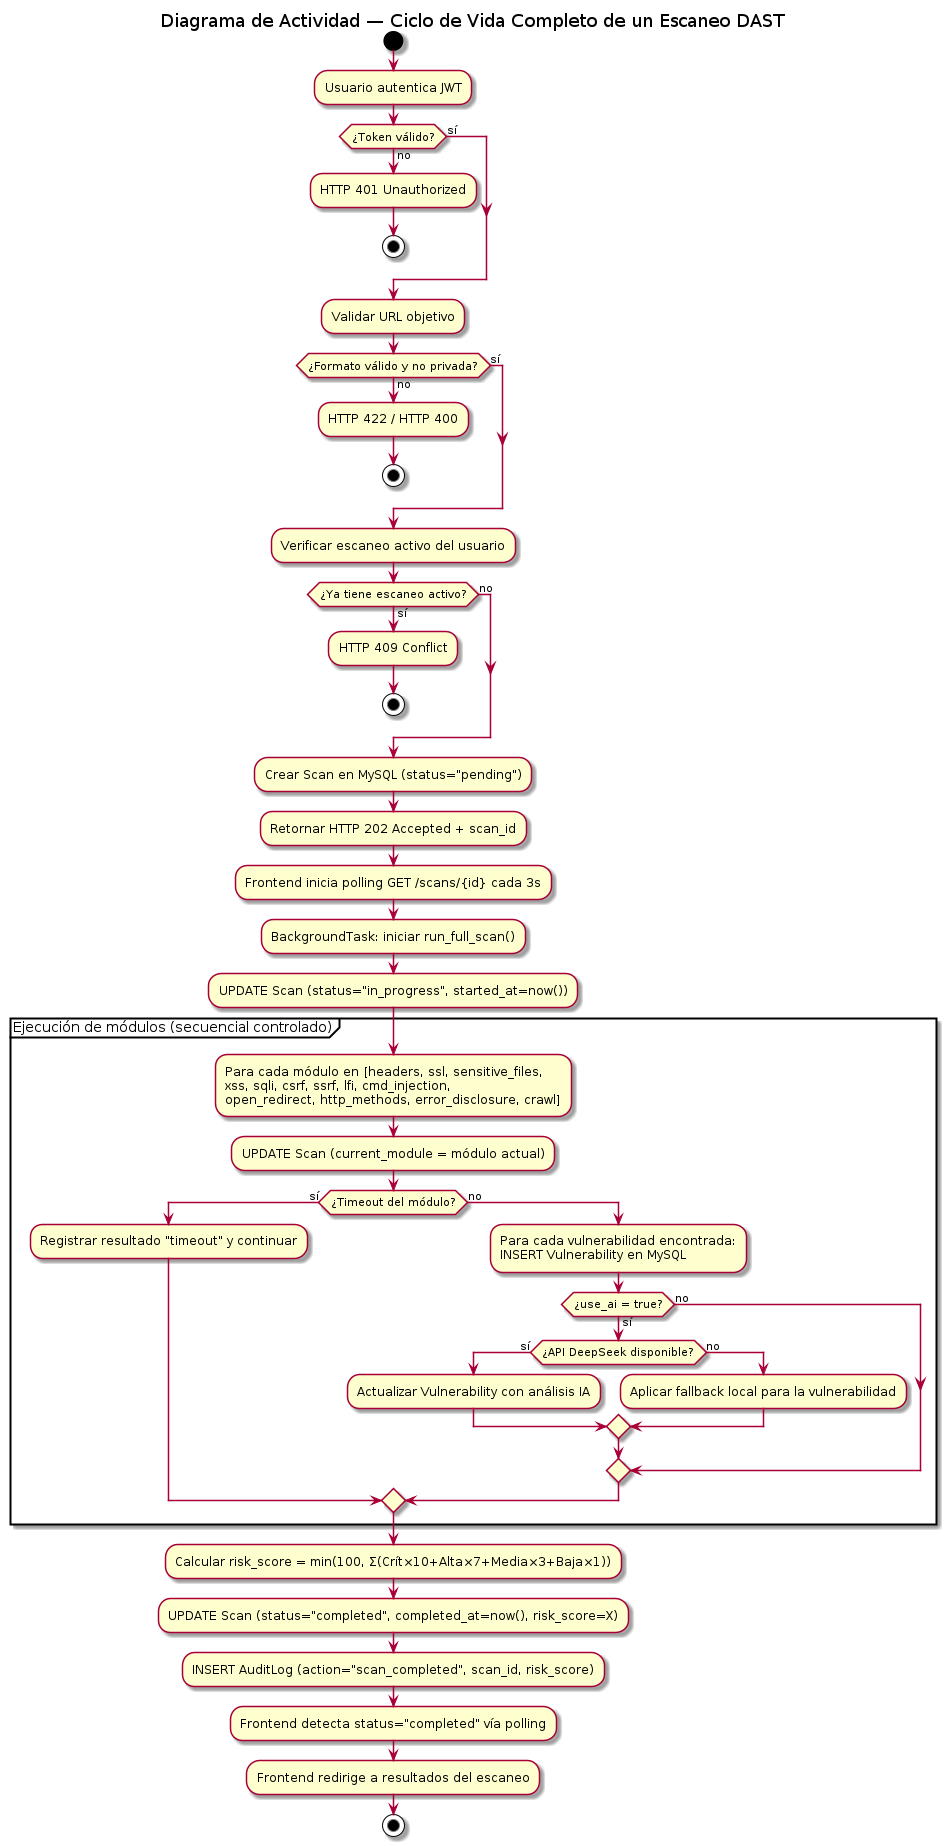 Diagrama de Actividad — Ciclo de Vida Completo de un Escaneo DAST
Usuario autentica JWT
¿Token válido?
sí
no
HTTP 401 Unauthorized
Validar URL objetivo
¿Formato válido y no privada?
sí
no
HTTP 422 / HTTP 400
Verificar escaneo activo del usuario
¿Ya tiene escaneo activo?
no
sí
HTTP 409 Conflict
Crear Scan en MySQL (status="pending")
Retornar HTTP 202 Accepted + scan_id
Frontend inicia polling GET /scans/{id} cada 3s
BackgroundTask: iniciar run_full_scan()
UPDATE Scan (status="in_progress", started_at=now())
Ejecución de módulos (secuencial controlado)
Para cada módulo en [headers, ssl, sensitive_files,
xss, sqli, csrf, ssrf, lfi, cmd_injection,
open_redirect, http_methods, error_disclosure, crawl]
UPDATE Scan (current_module = módulo actual)
sí
¿Timeout del módulo?
no
Registrar resultado "timeout" y continuar
Para cada vulnerabilidad encontrada:
INSERT Vulnerability en MySQL
¿use_ai = true?
no
sí
sí
¿API DeepSeek disponible?
no
Actualizar Vulnerability con análisis IA
Aplicar fallback local para la vulnerabilidad
Calcular risk_score = min(100, Σ(Crít×10+Alta×7+Media×3+Baja×1))
UPDATE Scan (status="completed", completed_at=now(), risk_score=X)
INSERT AuditLog (action="scan_completed", scan_id, risk_score)
Frontend detecta status="completed" vía polling
Frontend redirige a resultados del escaneo